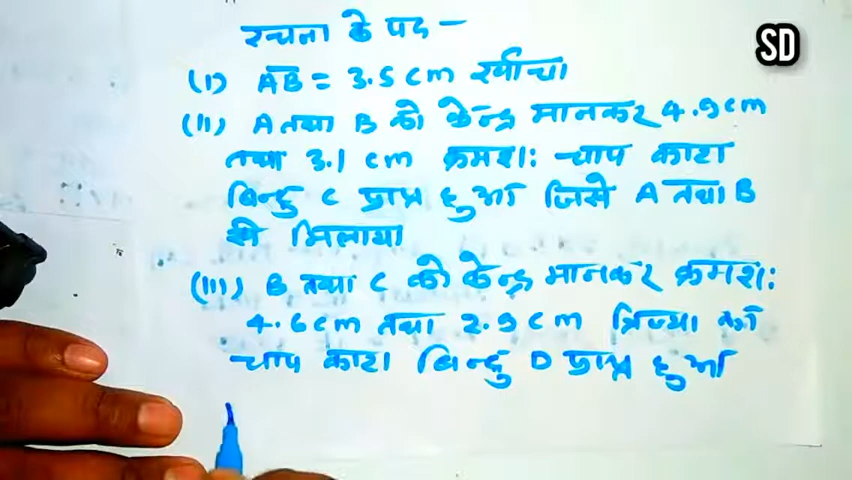 रचना के पद -
SD
(i) AB = 3.5 cm खींचा
(ii) A तथा B को केन्द्र मानकर 4.9 cm
तथा 3.1 cm क्रमश: चाप काटा
बिन्दु C प्राप्त हुआ जिसे A तथा B
से मिलाया
(iii) B तथा C को केन्द्र मानकर क्रमश:
4.6 cm तथा 2.9 cm त्रिज्या का
चाप काटा बिन्दु D प्राप्त हुआ